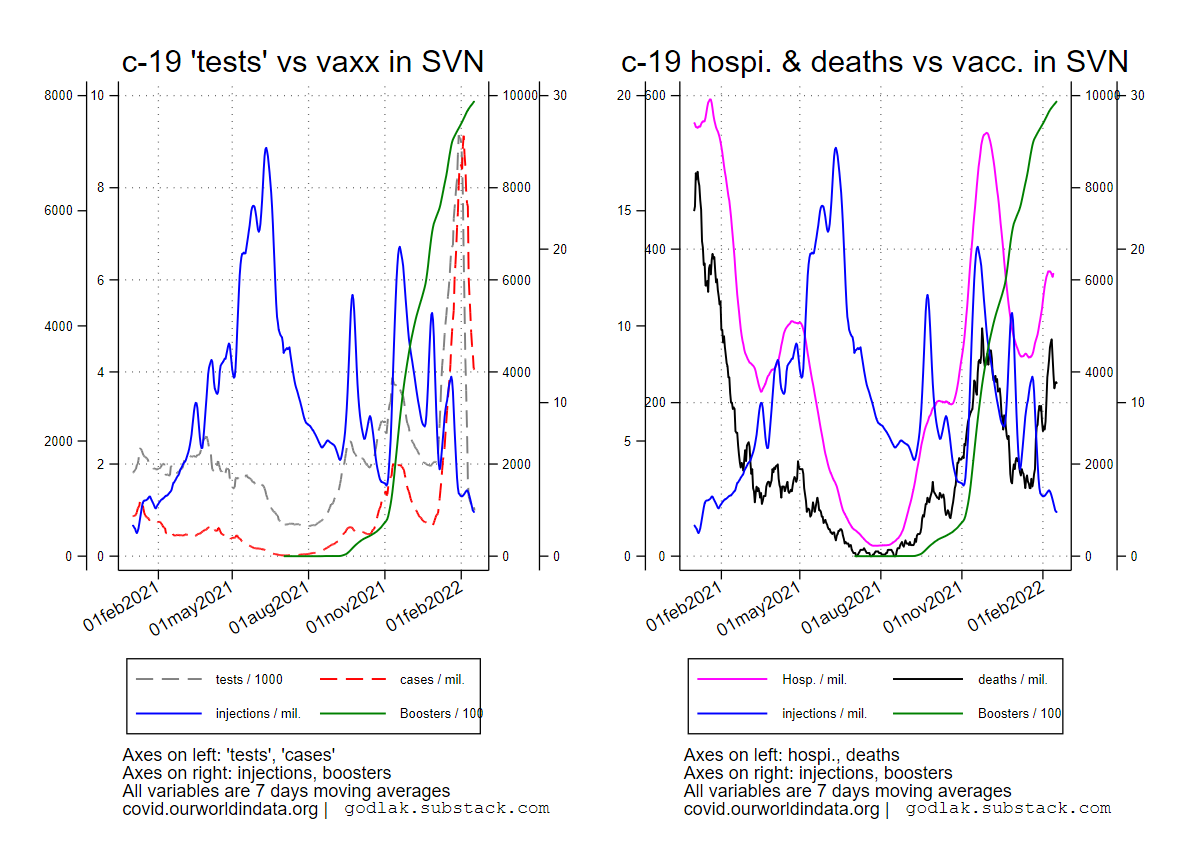 c-19 'tests' vs vaxx in SVN
8000
6000
4000
2000
0
10
8
6
4
2
0
10000
8000
6000
4000
2000
0
30
20
10
0
01feb2021
01may2021
01aug2021
01nov2021
01feb2022
tests / 1000
cases / mil.
injections / mil.
Boosters / 100
Axes on left: 'tests', 'cases'
Axes on right: injections, boosters
All variables are 7 days moving averages
covid.ourworldindata.org | godlak.substack.com
c-19 hospi. & deaths vs vacc. in SVN
20
15
10
5
0
600
400
200
0
10000
8000
6000
4000
2000
0
30
20
10
0
01feb2021
01may2021
01aug2021
01nov2021
01feb2022
Hosp. / mil.
deaths / mil.
injections / mil.
Boosters / 100
Axes on left: hospi., deaths
Axes on right: injections, boosters
All variables are 7 days moving averages
covid.ourworldindata.org | godlak.substack.com